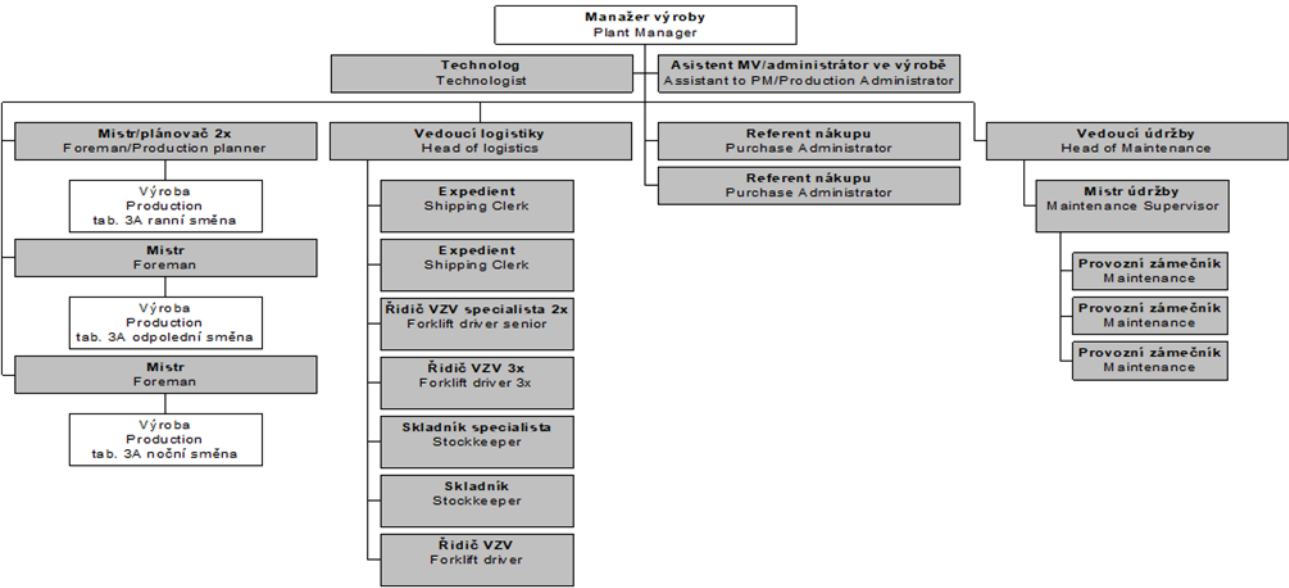 Manažer výroby
Plant Manager
Technolog
Technologist
Asistent MV/administrátor ve výrobě
Assistant to PM/Production Administrator
Mistr/plánovač 2x
Foreman/Production planner
Výroba
Production
tab. 3A ranní směna
Mistr
Foreman
Výroba
Production
tab. 3A odpolední směna
Mistr
Foreman
Výroba
Production
tab. 3A noční směna
Vedoucí logistiky
Head of logistics
Expedient
Shipping Clerk
Expedient
Shipping Clerk
Řidič VZV specialista 2x
Forklift driver senior
Řidič VZV 3x
Forklift driver 3x
Skladník specialista
Stockkeeper
Skladník
Stockkeeper
Řidič VZV
Forklift driver
Referent nákupu
Purchase Administrator
Referent nákupu
Purchase Administrator
Vedoucí údržby
Head of Maintenance
Mistr údržby
Maintenance Supervisor
Provozní zámečník
Maintenance
Provozní zámečník
Maintenance
Provozní zámečník
Maintenance